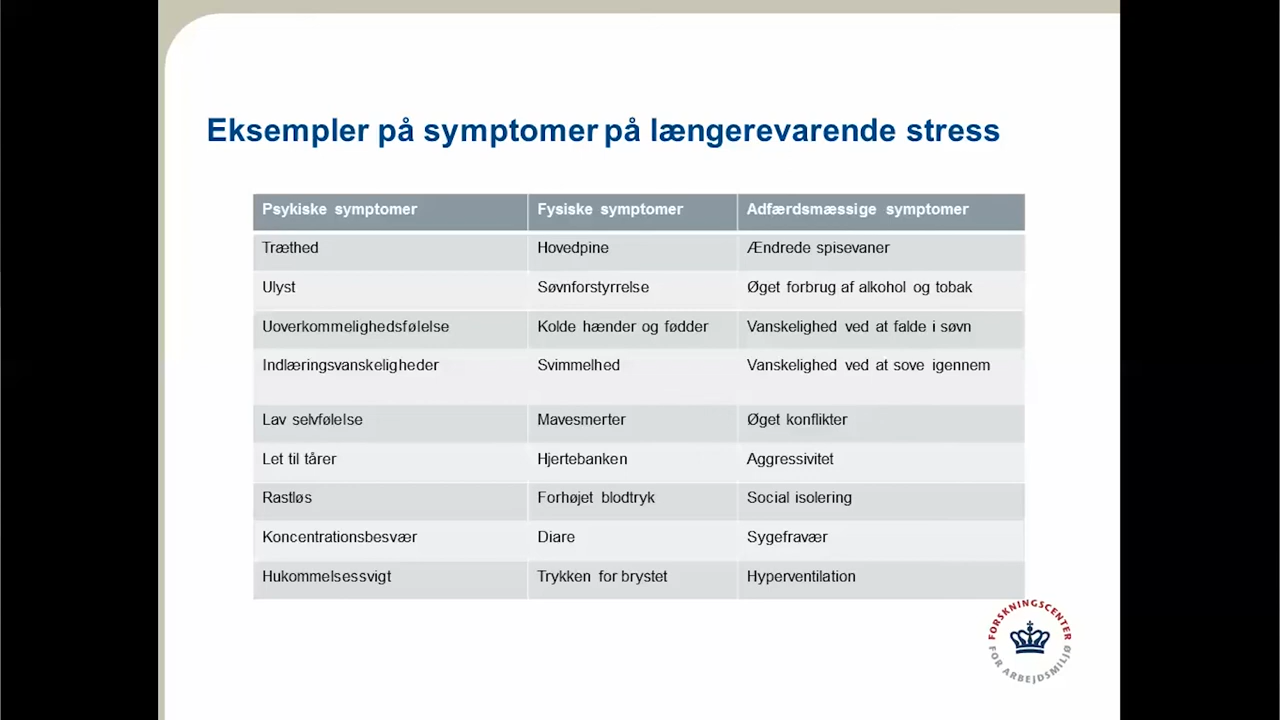 Eksempler på symptomer på længerevarende stress
Psykiske symptomer Fysiske symptomer Adfærdsmæssige symptomer
Træthed Hovedpine Ændrede spisevaner
Ulyst Søvnforstyrrelse Øget forbrug af alkohol og tobak
Uoverkommelighedsfølelse Kolde hænder og fødder Vanskelighed ved at falde i søvn
Indlæringsvanskeligheder Svimmelhed Vanskelighed ved at sove igennem
Lav selvfølelse Mavesmerter Øget konflikter
Let til tårer Hjertebanken Aggressivitet
Rastløs Forhøjet blodtryk Social isolering
Koncentrationsbesvær Diare Sygefravær
Hukommelsessvigt Trykken for brystet Hyperventilation
FORSKNINGSCENTER
FOR ARBEJDSMILJØ